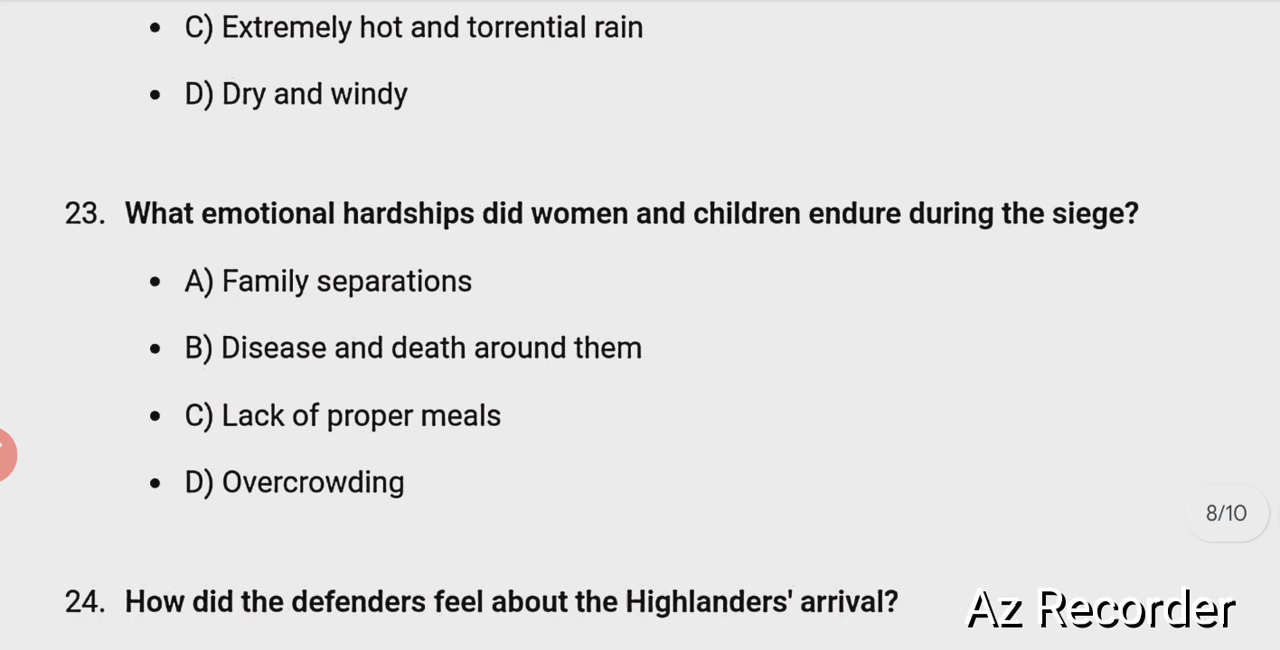 • C) Extremely hot and torrential rain
• D) Dry and windy
23. What emotional hardships did women and children endure during the siege?
• A) Family separations
• B) Disease and death around them
• C) Lack of proper meals
• D) Overcrowding
8/10
24. How did the defenders feel about the Highlanders' arrival?
Az Recorder